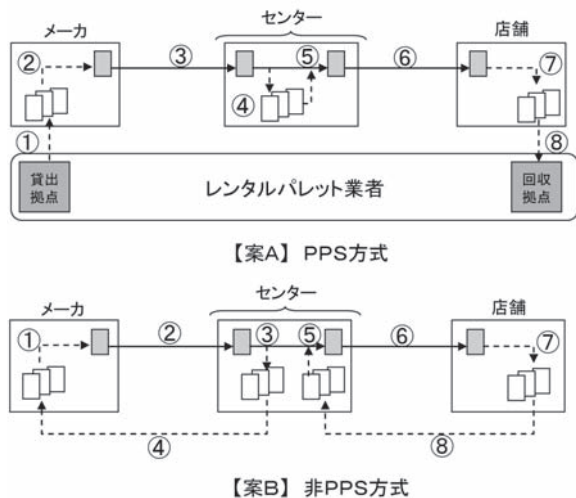 メーカ
センター
店舗
②
③
⑤
⑥
④
⑦
①
⑧
貸出
拠点
レンタルパレット業者
回収
拠点
【案A】 PPS方式
メーカ
センター
店舗
①
②
③
⑤
⑥
⑦
④
⑧
【案B】 非PPS方式